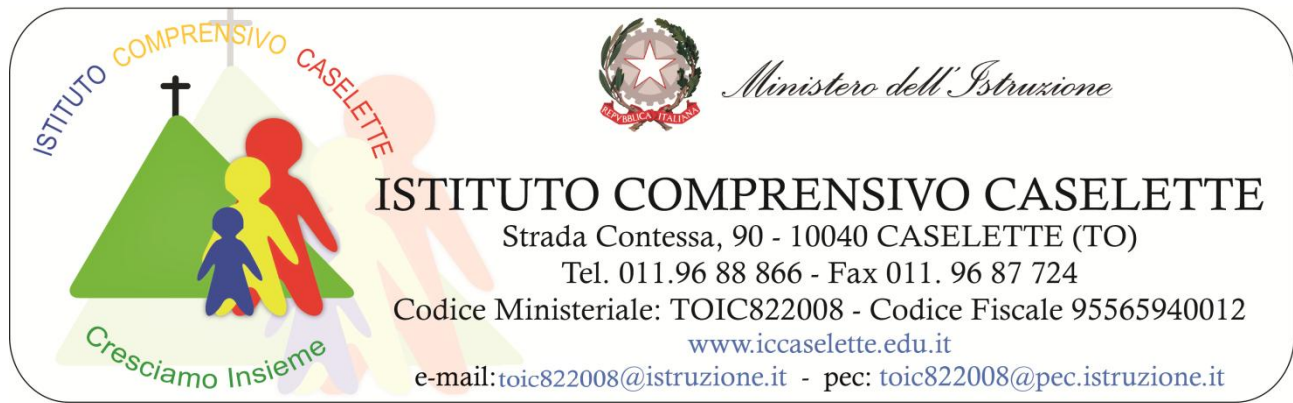 ISTITUTO COMPRENSIVO CASELETTE
Cresciamo Insieme
REPVBBLICA ITALIANA
Ministero dell'Istruzione
ISTITUTO COMPRENSIVO CASELETTE
Strada Contessa, 90 - 10040 CASELETTE (TO)
Tel. 011.96 88 866 - Fax 011. 96 87 724
Codice Ministeriale: TOIC822008 - Codice Fiscale 95565940012
www.iccaselette.edu.it
e-mail:toic822008@istruzione.it - pec: toic822008@pec.istruzione.it